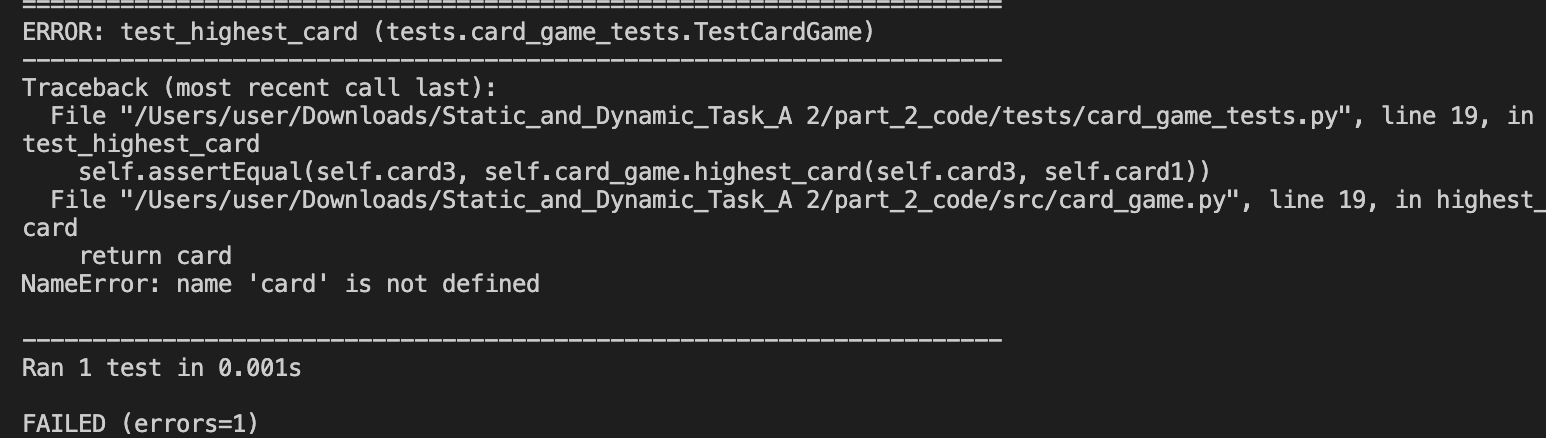 ======================================================================
ERROR: test_highest_card (tests.card_game_tests.TestCardGame)
----------------------------------------------------------------------
Traceback (most recent call last):
  File "/Users/user/Downloads/Static_and_Dynamic_Task_A 2/part_2_code/tests/card_game_tests.py", line 19, in
test_highest_card
    self.assertEqual(self.card3, self.card_game.highest_card(self.card3, self.card1))
  File "/Users/user/Downloads/Static_and_Dynamic_Task_A 2/part_2_code/src/card_game.py", line 19, in highest_
card
    return card
NameError: name 'card' is not defined

----------------------------------------------------------------------
Ran 1 test in 0.001s

FAILED (errors=1)